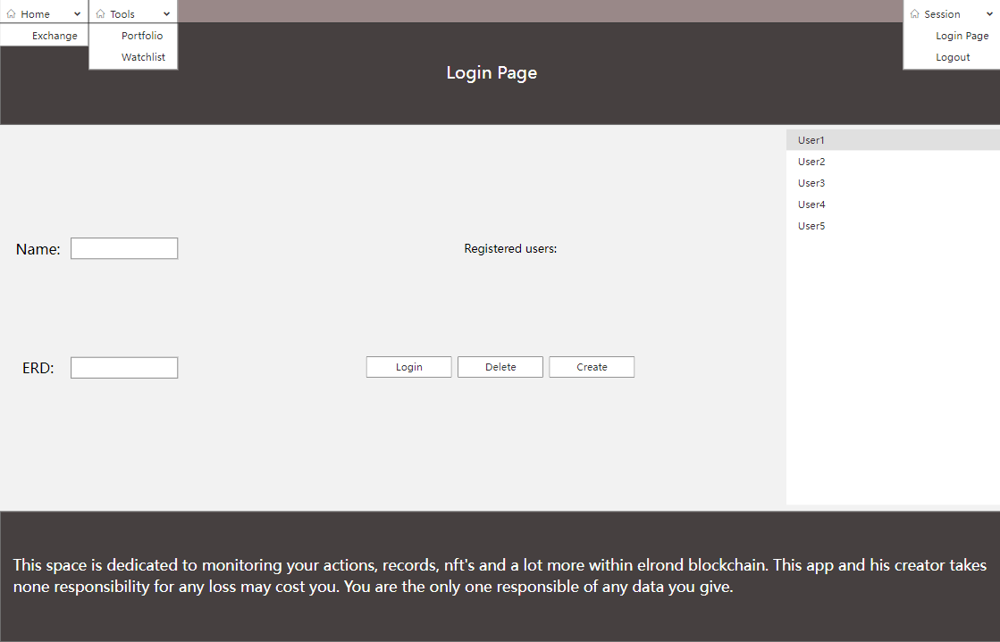 Home
Tools
Session
Exchange
Portfolio
Login Page
Watchlist
Logout
Login Page
User1
User2
User3
User4
User5
Name:
Registered users:
ERD:
Login
Delete
Create
This space is dedicated to monitoring your actions, records, nft's and a lot more within elrond blockchain. This app and his creator takes
none responsibility for any loss may cost you. You are the only one responsible of any data you give.